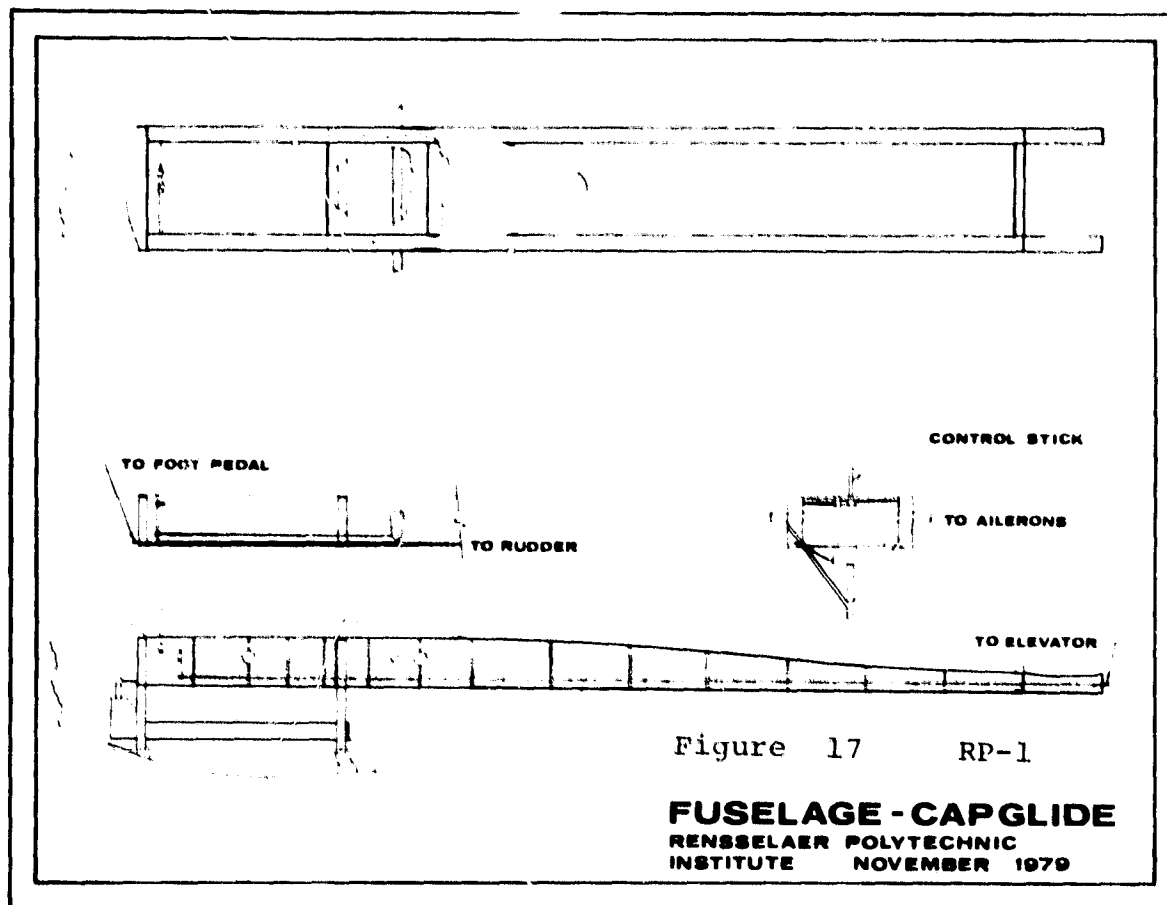 CONTROL STICK
TO FOOT PEDAL
TO AILERONS
TO RUDDER
TO ELEVATOR
Figure 17 RP-1
FUSELAGE - CAPGLIDE
RENSSELAER POLYTECHNIC
INSTITUTE NOVEMBER 1979